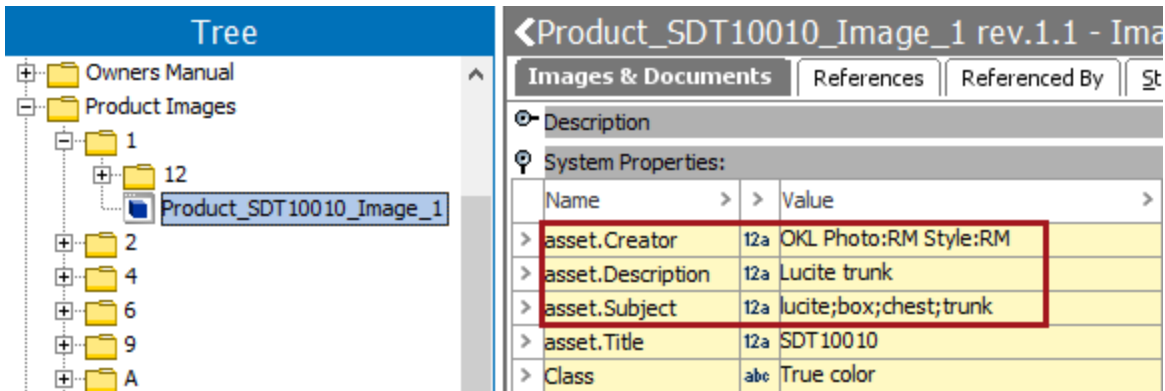 Tree
Owners Manual
Product Images
1
12
Product_SDT10010_Image_1
2
4
6
9
A
Product_SDT10010_Image_1 rev.1.1 - Ima
Images & Documents References Referenced By St
Description
System Properties:
Name > > Value >
> asset.Creator 12a OKL Photo:RM Style:RM
> asset.Description 12a Lucite trunk
> asset.Subject 12a lucite;box;chest;trunk
> asset.Title 12a SDT10010
> Class abc True color